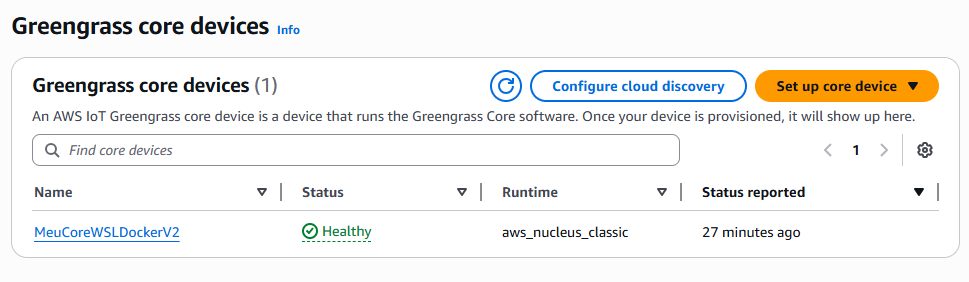 Greengrass core devices Info
Greengrass core devices (1)
Configure cloud discovery
Set up core device
An AWS IoT Greengrass core device is a device that runs the Greengrass Core software. Once your device is provisioned, it will show up here.
Find core devices
1
Name Status Runtime Status reported
MeuCoreWSLDockerV2 Healthy aws_nucleus_classic 27 minutes ago